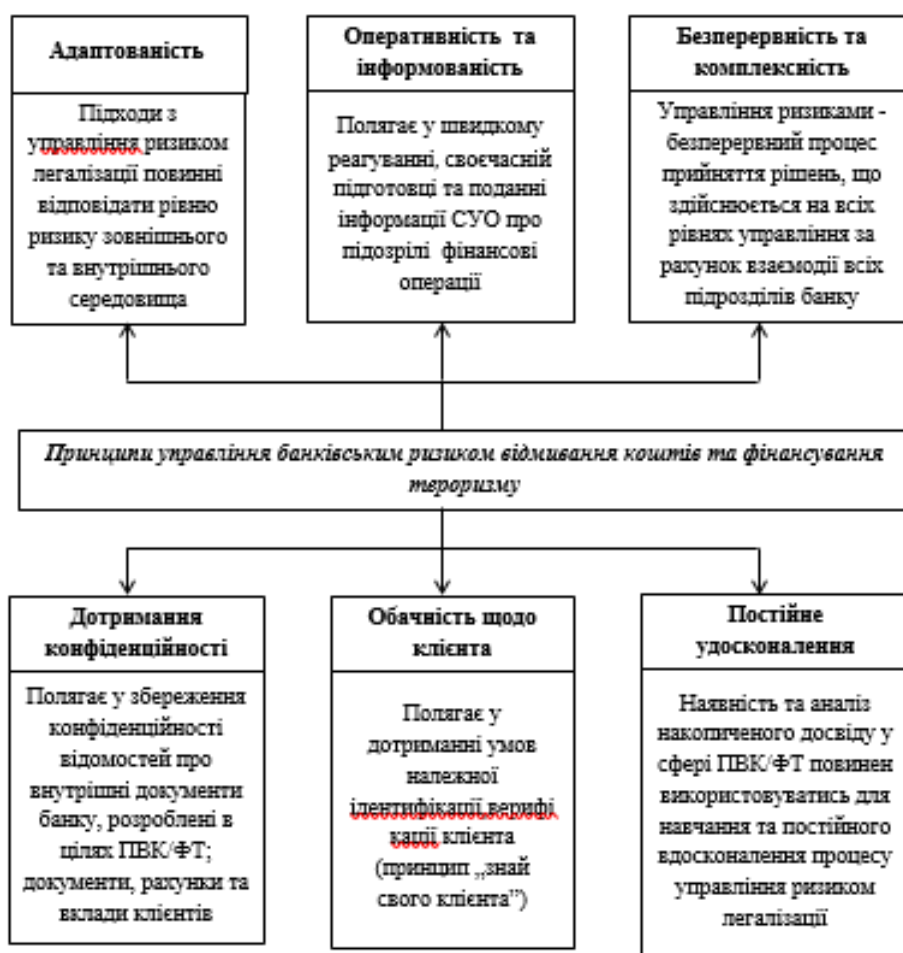 Адаптованість
Підходи з
управління ризиком
легалізації повинні
відповідати рівню
ризику зовнішнього
та внутрішнього
середовища
Оперативність та
інформованість
Полягає у швидкому
реагуванні, своєчасній
підготовці та поданні
інформації СУО про
підозрілі фінансові
операції
Безперервність та
комплексність
Управління ризиками -
безперервний процес
прийняття рішень, що
здійснюється на всіх
рівнях управління за
рахунок взаємодії всіх
підрозділів банку
Принципи управління банківським ризиком відмивання коштів та фінансування
тероризму
Дотримання
конфіденційності
Полягає у збереження
конфіденційності
відомостей про
внутрішні документи
банку, розроблені в
цілях ПВК/ФТ;
документи, рахунки та
вклади клієнтів
Обачність щодо
клієнта
Полягає у
дотриманні умов
належної
ідентифікації,верифі
кації клієнта
(принцип „знай
свого клієнта”)
Постійне
удосконалення
Наявність та аналіз
накопиченого досвіду у
сфері ПВК/ФТ повинен
використовуватись для
навчання та постійного
вдосконалення процесу
управління ризиком
легалізації